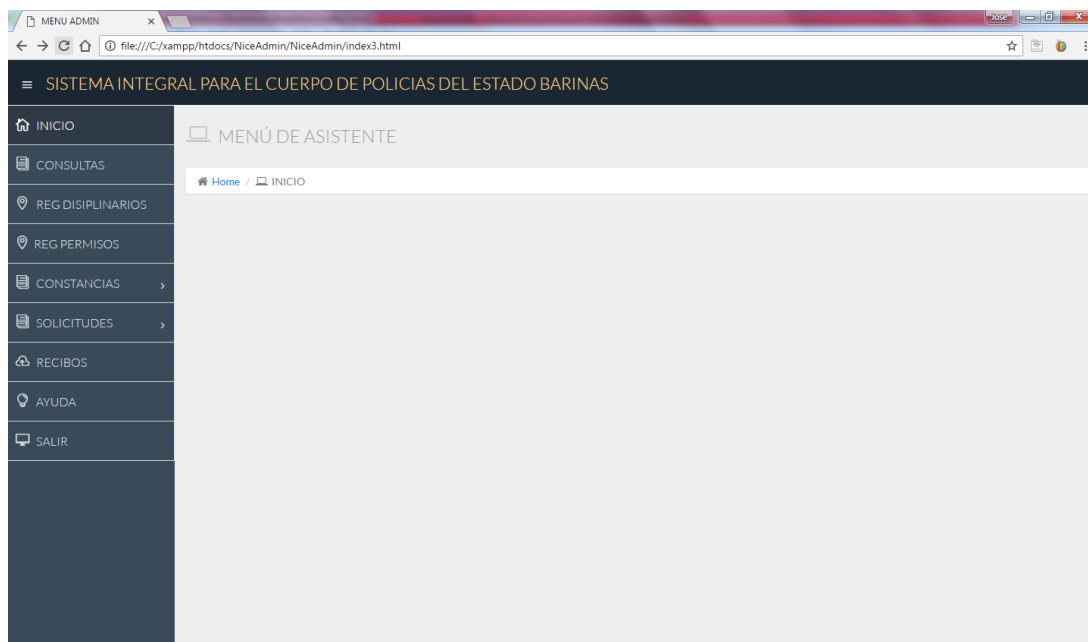 MENU ADMIN
Jose
file:///C:/xampp/htdocs/NiceAdmin/NiceAdmin/index3.html
SISTEMA INTEGRAL PARA EL CUERPO DE POLICIAS DEL ESTADO BARINAS
INICIO
CONSULTAS
REG DISIPLINARIOS
REG PERMISOS
CONSTANCIAS
SOLICITUDES
RECIBOS
AYUDA
SALIR
MENÚ DE ASISTENTE
Home / INICIO